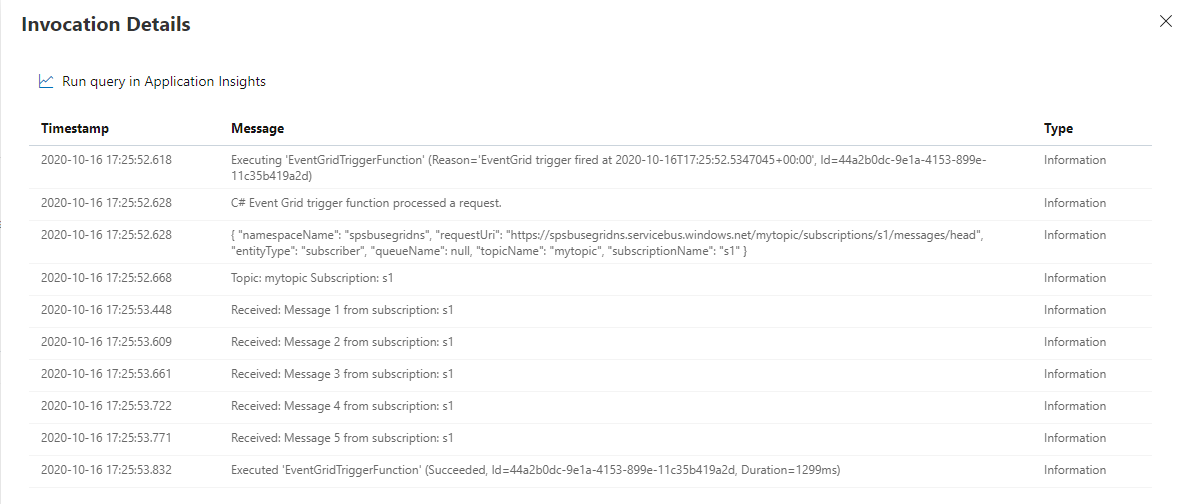 Invocation Details
Run query in Application Insights
Timestamp Message Type
2020-10-16 17:25:52.618 Executing 'EventGridTriggerFunction' (Reason='EventGrid trigger fired at 2020-10-16T17:25:52.5347045+00:00', Id=44a2b0dc-9e1a-4153-899e- Information
11c35b419a2d)
2020-10-16 17:25:52.628 C# Event Grid trigger function processed a request. Information
2020-10-16 17:25:52.628 { "namespaceName": "spsbusegridns", "requestUri": "https://spsbusegridns.servicebus.windows.net/mytopic/subscriptions/s1/messages/head", Information
"entityType": "subscriber", "queueName": null, "topicName": "mytopic", "subscriptionName": "s1" }
2020-10-16 17:25:52.668 Topic: mytopic Subscription: s1 Information
2020-10-16 17:25:53.448 Received: Message 1 from subscription: s1 Information
2020-10-16 17:25:53.609 Received: Message 2 from subscription: s1 Information
2020-10-16 17:25:53.661 Received: Message 3 from subscription: s1 Information
2020-10-16 17:25:53.722 Received: Message 4 from subscription: s1 Information
2020-10-16 17:25:53.771 Received: Message 5 from subscription: s1 Information
2020-10-16 17:25:53.832 Executed 'EventGridTriggerFunction' (Succeeded, Id=44a2b0dc-9e1a-4153-899e-11c35b419a2d, Duration=1299ms) Information